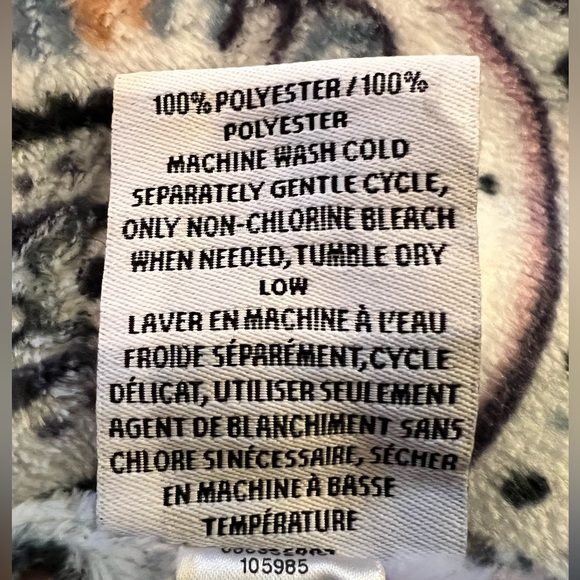 100% POLYESTER / 100%
POLYESTER
MACHINE WASH COLD
SEPARATELY GENTLE CYCLE,
ONLY NON-CHLORINE BLEACH
WHEN NEEDED, TUMBLE DRY
LOW
LAVER EN MACHINE À L'EAU
FROIDE SÉPARÉMENT, CYCLE
DÉLICAT, UTILISER SEULEMENT
AGENT DE BLANCHIMENT SANS
CHLORE SI NÉCESSAIRE, SÉCHER
EN MACHINE À BASSE
TEMPÉRATURE
105985